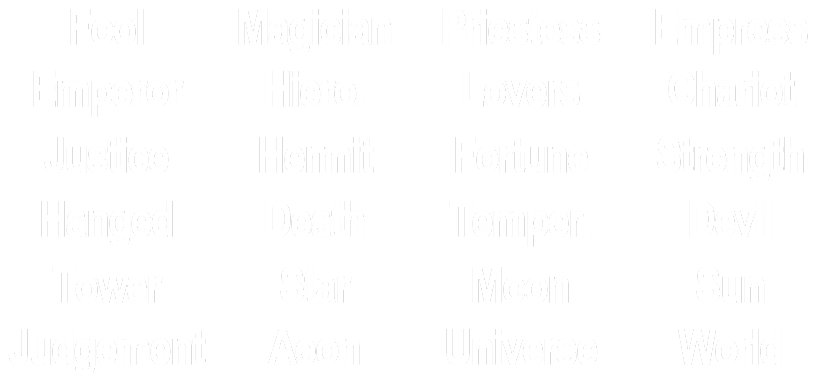 Fool Magician Priestess Empress
Emperor Hiero Lovers Chariot
Justice Hermit Fortune Strength
Hanged Death Temper Devil
Tower Star Moon Sun
Judgement Aeon Universe World